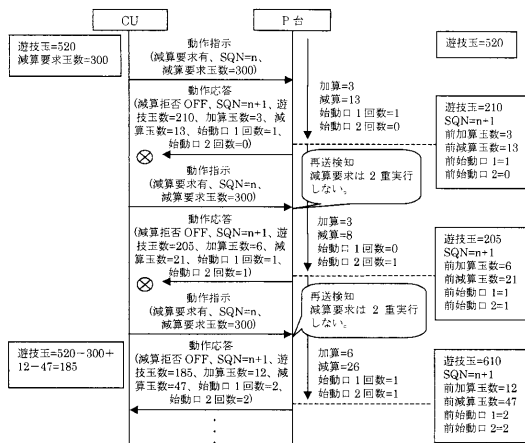 CU
P 台
遊技玉=520
減算要求玉数=300
動作指示
(減算要求有、SQN=n、
減算要求玉数=300)
遊技玉=520
加算=3
減算=13
始動口 1 回数=1
始動口 2 回数=0
動作応答
(減算拒否 OFF、SQN=n+1、遊
技玉数=210、加算玉数=3、減
算玉数=13、始動口 1 回数=1、
始動口 2 回数=0)
遊技玉=210
SQN=n+1
前加算玉数=3
前減算玉数=13
前始動口 1=1
前始動口 2=0
動作指示
(減算要求有、SQN=n、
減算要求玉数=300)
再送検知
減算要求は 2 重実行
しない。
動作応答
(減算拒否 OFF、SQN=n+1、遊
技玉数=205、加算玉数=6、減
算玉数=21、始動口 1 回数=1、
始動口 2 回数=1)
加算=3
減算=8
始動口 1 回数=0
始動口 2 回数=1
遊技玉=205
SQN=n+1
前加算玉数=6
前減算玉数=21
前始動口 1=1
前始動口 2=1
動作指示
(減算要求有、SQN=n、
減算要求玉数=300)
再送検知
減算要求は 2 重実行
しない。
遊技玉=520-300+
12-47=185
動作応答
(減算拒否 OFF、SQN=n+1、遊
技玉数=185、加算玉数=12、減
算玉数=47、始動口 1 回数=2、
始動口 2 回数=2)
加算=6
減算=26
始動口 1 回数=1
始動口 2 回数=1
遊技玉=610
SQN=n+1
前加算玉数=12
前減算玉数=47
前始動口 1=2
前始動口 2=2